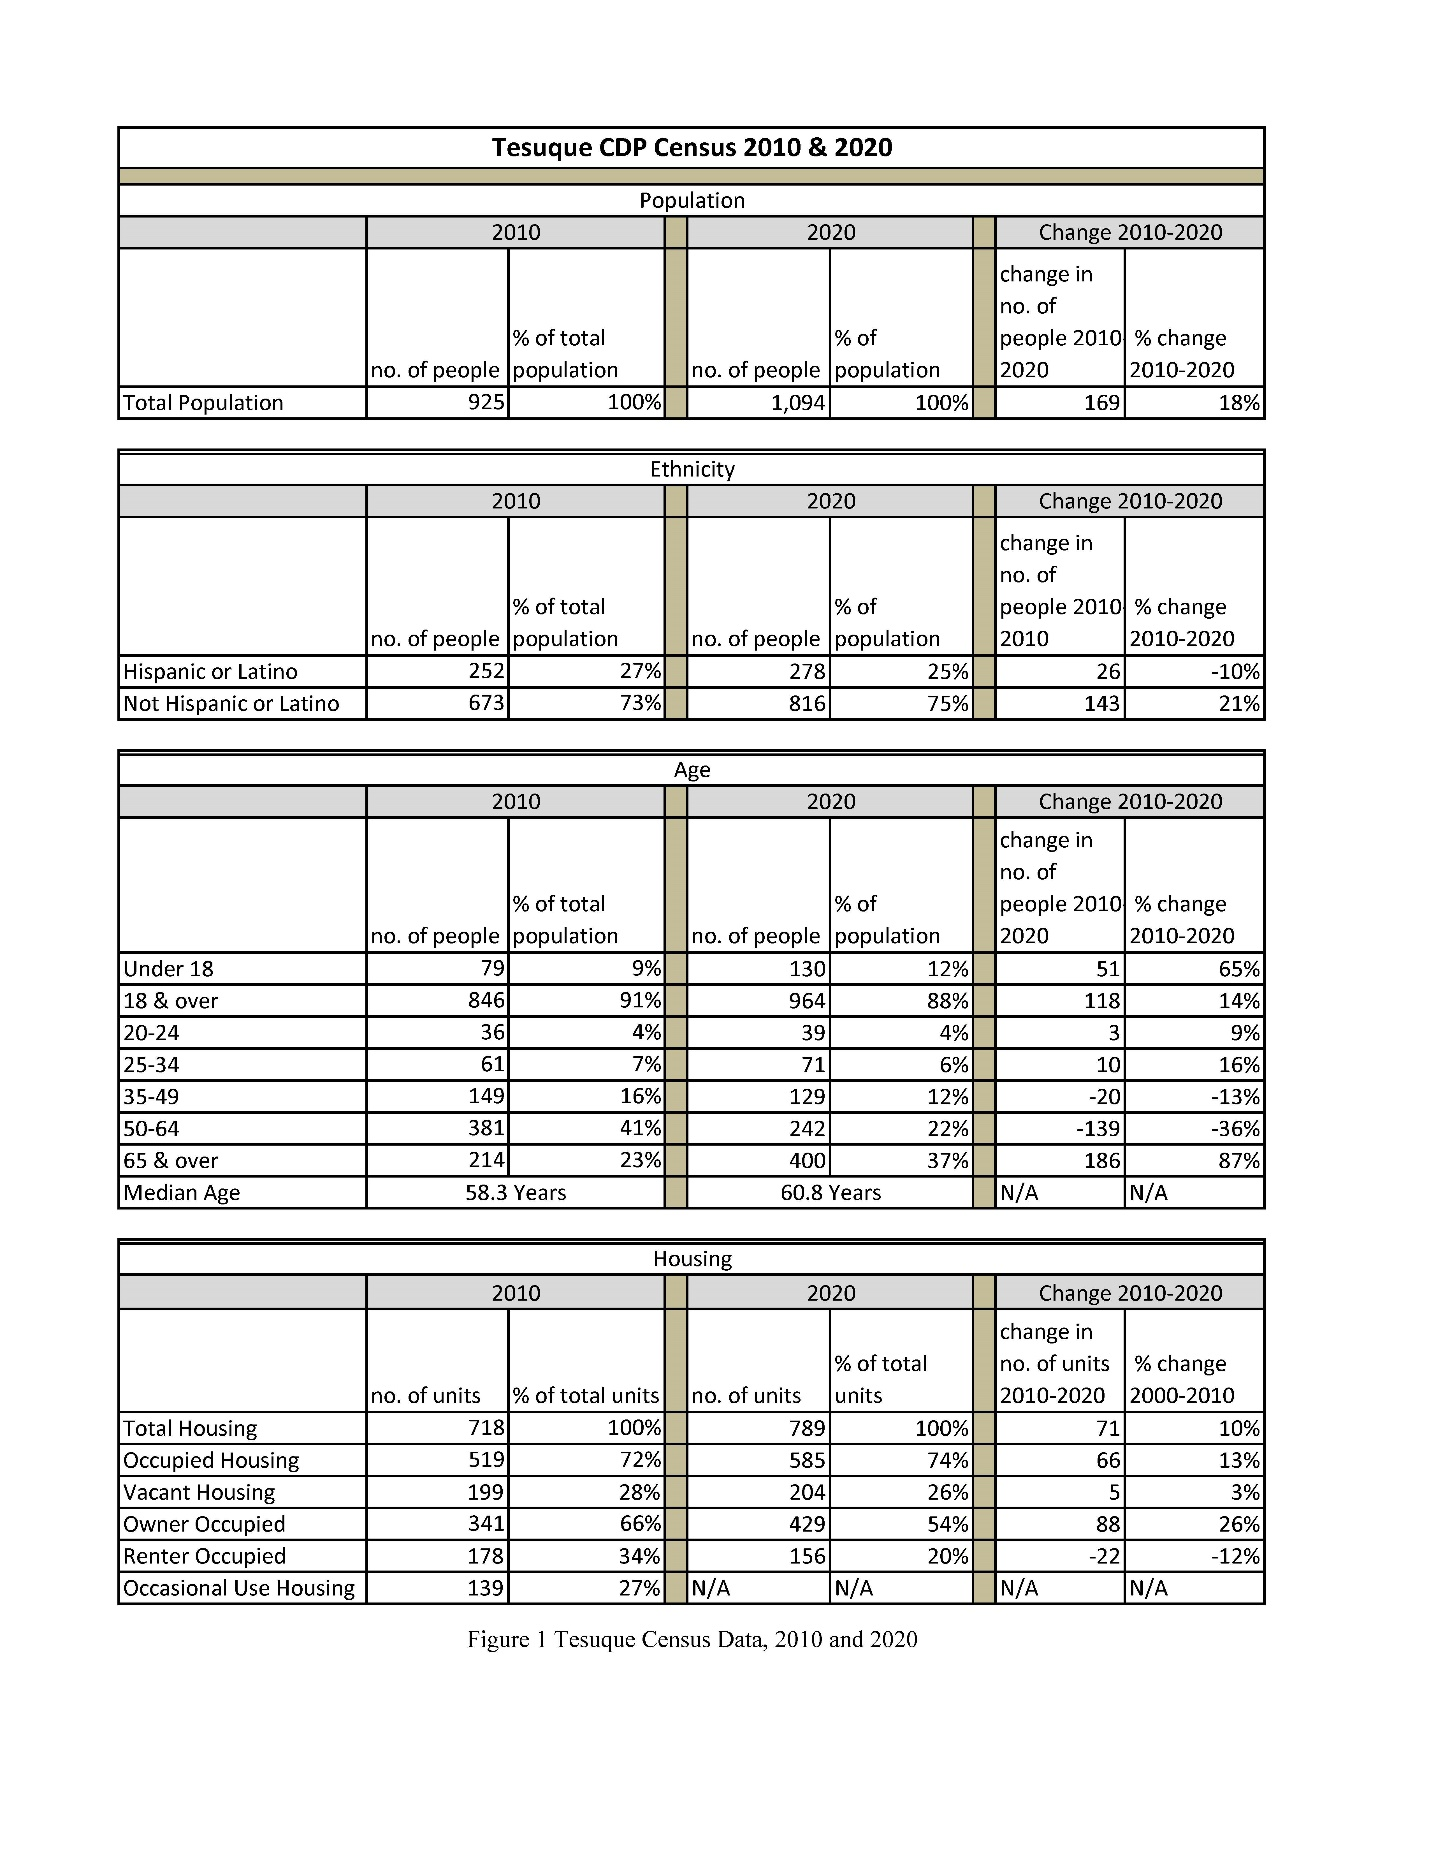 Tesuque CDP Census 2010 & 2020
Population
2010 2020 Change 2010-2020
no. of people % of total population no. of people % of population change in no. of people 2010-2020 % change 2010-2020
Total Population 925 100% 1,094 100% 169 18%
Ethnicity
2010 2020 Change 2010-2020
no. of people % of total population no. of people % of population change in no. of people 2010-2010 % change 2010-2020
Hispanic or Latino 252 27% 278 25% 26 -10%
Not Hispanic or Latino 673 73% 816 75% 143 21%
Age
2010 2020 Change 2010-2020
no. of people % of total population no. of people % of population change in no. of people 2010-2020 % change 2010-2020
Under 18 79 9% 130 12% 51 65%
18 & over 846 91% 964 88% 118 14%
20-24 36 4% 39 4% 3 9%
25-34 61 7% 71 6% 10 16%
35-49 149 16% 129 12% -20 -13%
50-64 381 41% 242 22% -139 -36%
65 & over 214 23% 400 37% 186 87%
Median Age 58.3 Years 60.8 Years N/A N/A
Housing
2010 2020 Change 2010-2020
no. of units % of total units no. of units % of total units change in no. of units 2010-2020 % change 2000-2010
Total Housing 718 100% 789 100% 71 10%
Occupied Housing 519 72% 585 74% 66 13%
Vacant Housing 199 28% 204 26% 5 3%
Owner Occupied 341 66% 429 54% 88 26%
Renter Occupied 178 34% 156 20% -22 -12%
Occasional Use Housing 139 27% N/A N/A N/A N/A
Figure 1 Tesuque Census Data, 2010 and 2020